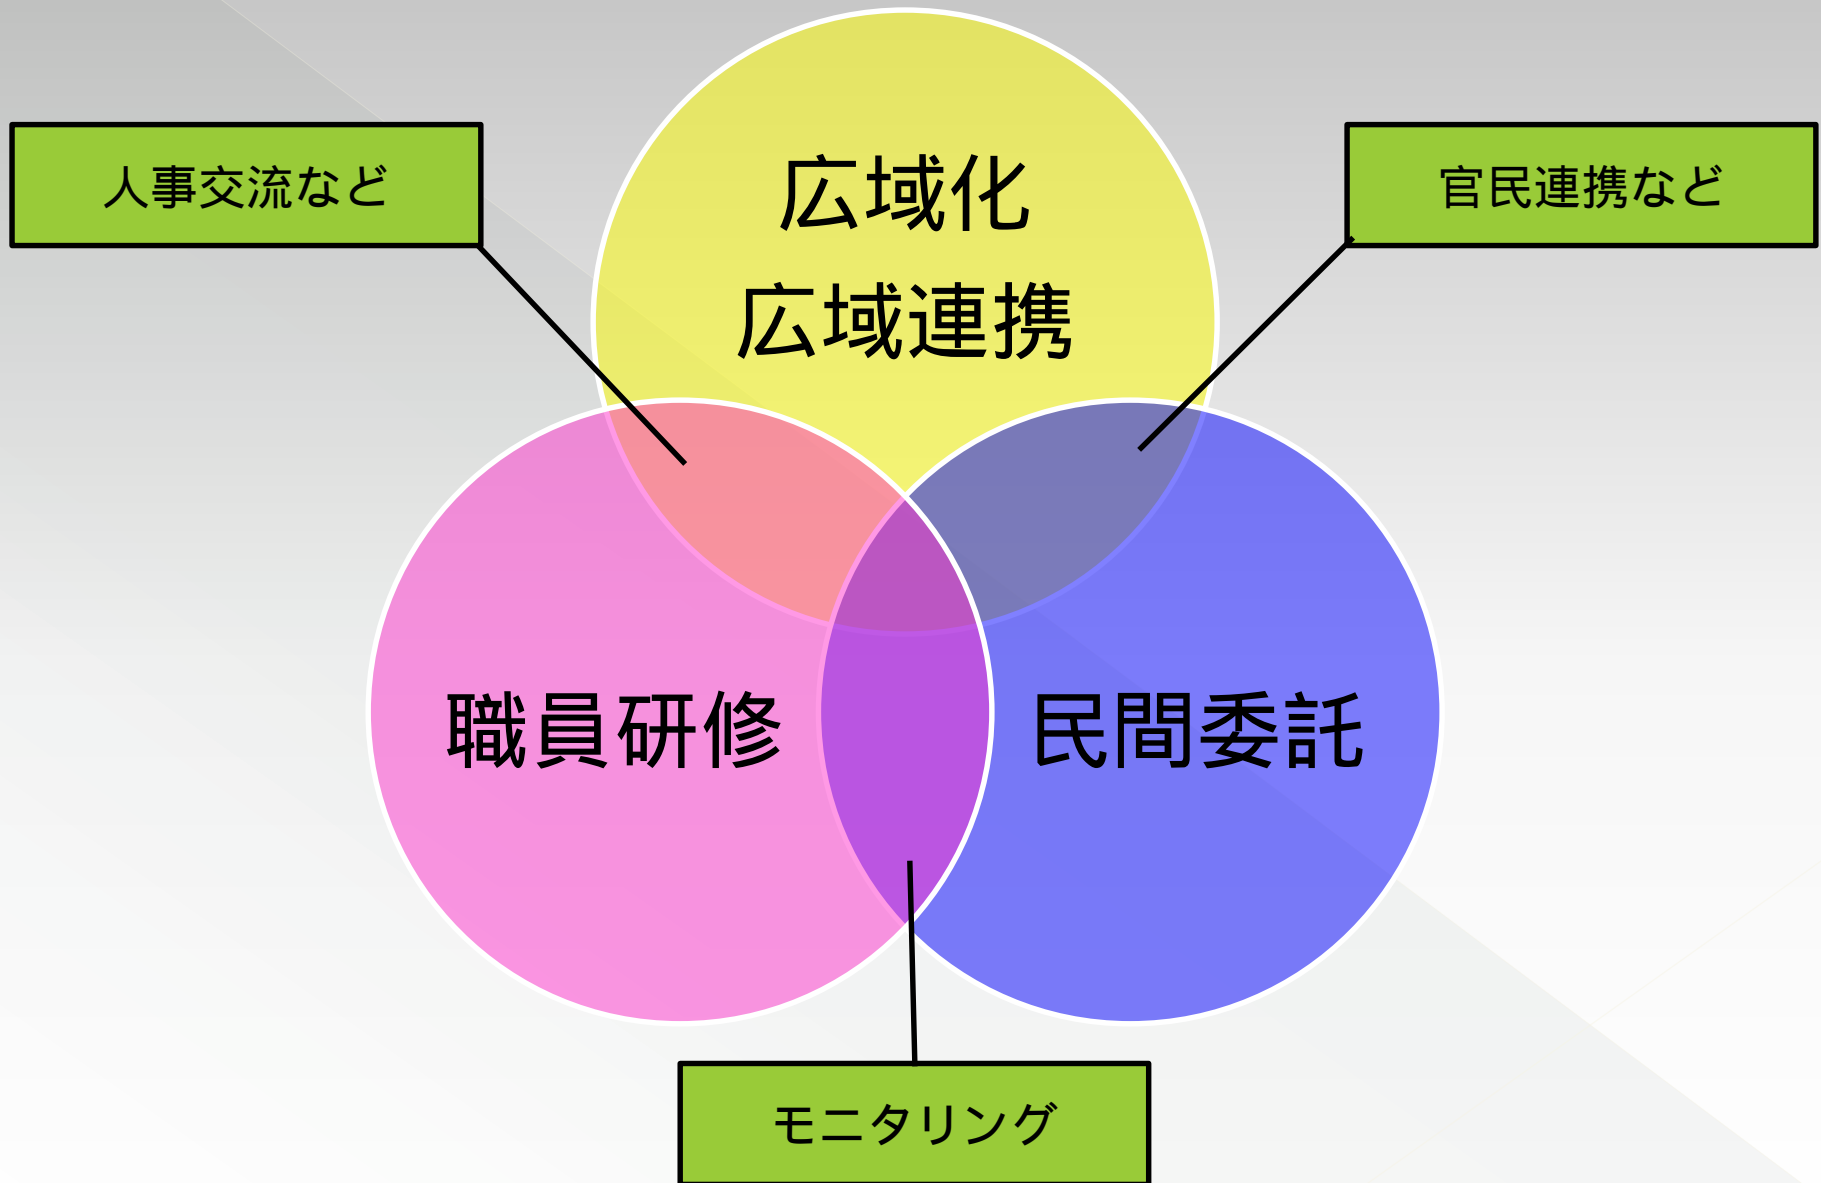 人事交流など
広域化
広域連携
官民連携など
職員研修
民間委託
モニタリング